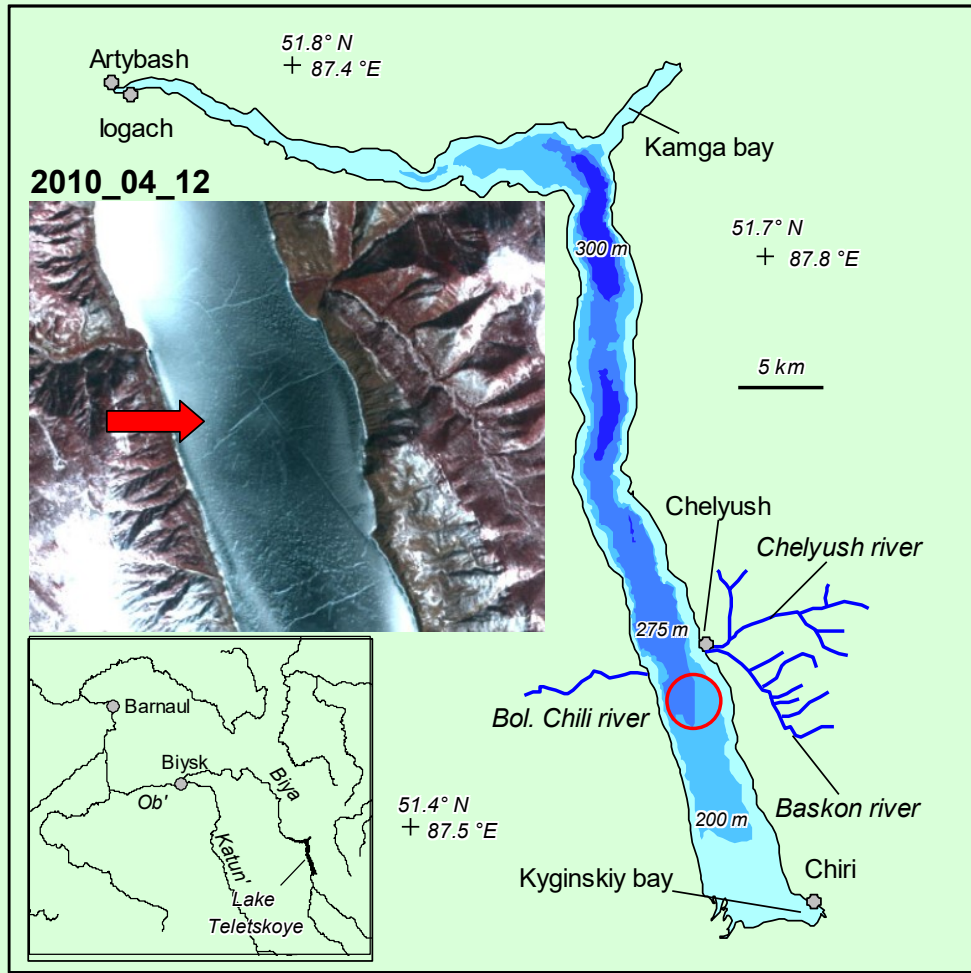 51.8° N
87.4 °E
Artybash
Iogach
Kamga bay
2010_04_12
300 m
51.7° N
87.8 °E
5 km
Chelyush
Chelyush river
275 m
Bol. Chili river
Baskon river
51.4° N
87.5 °E
200 m
Kyginskiy bay
Chiri
Barnaul
Biysk
Biya
Ob'
Katun'
Lake
Teletskoye